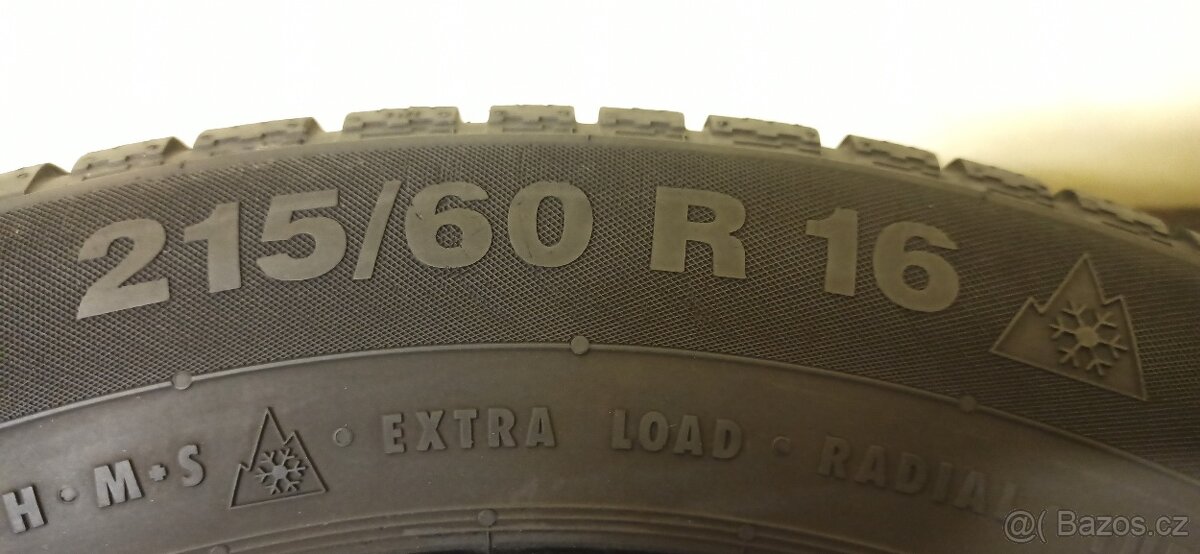 215/60 R 16
H • M+S • EXTRA LOAD • RADIAL
@( Bazos.cz